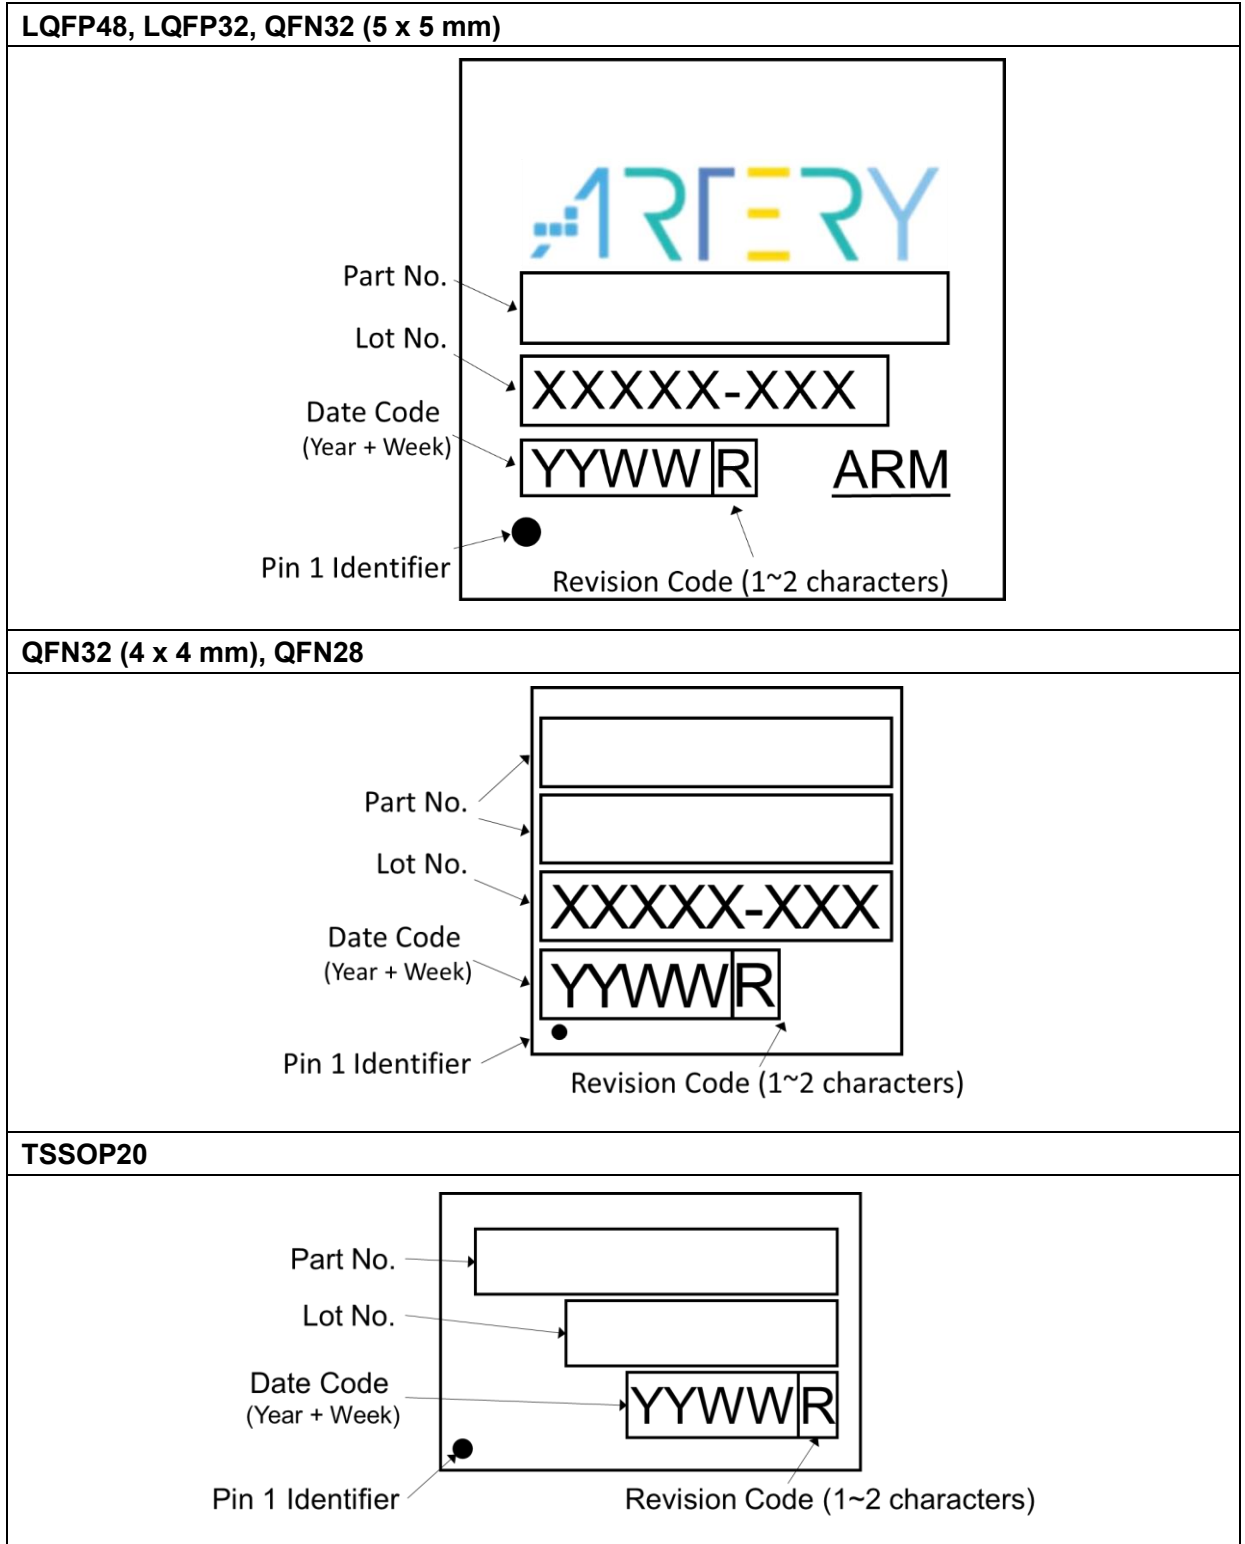 LQFP48, LQFP32, QFN32 (5 x 5 mm)
ARTERY
Part No.
Lot No.
XXXXX-XXX
Date Code
(Year + Week)
YYWW R
ARM
Pin 1 Identifier
Revision Code (1~2 characters)
QFN32 (4 x 4 mm), QFN28
Part No.
Lot No.
XXXXX-XXX
Date Code
(Year + Week)
YYWW R
Pin 1 Identifier
Revision Code (1~2 characters)
TSSOP20
Part No.
Lot No.
Date Code
(Year + Week)
YYWW R
Pin 1 Identifier
Revision Code (1~2 characters)